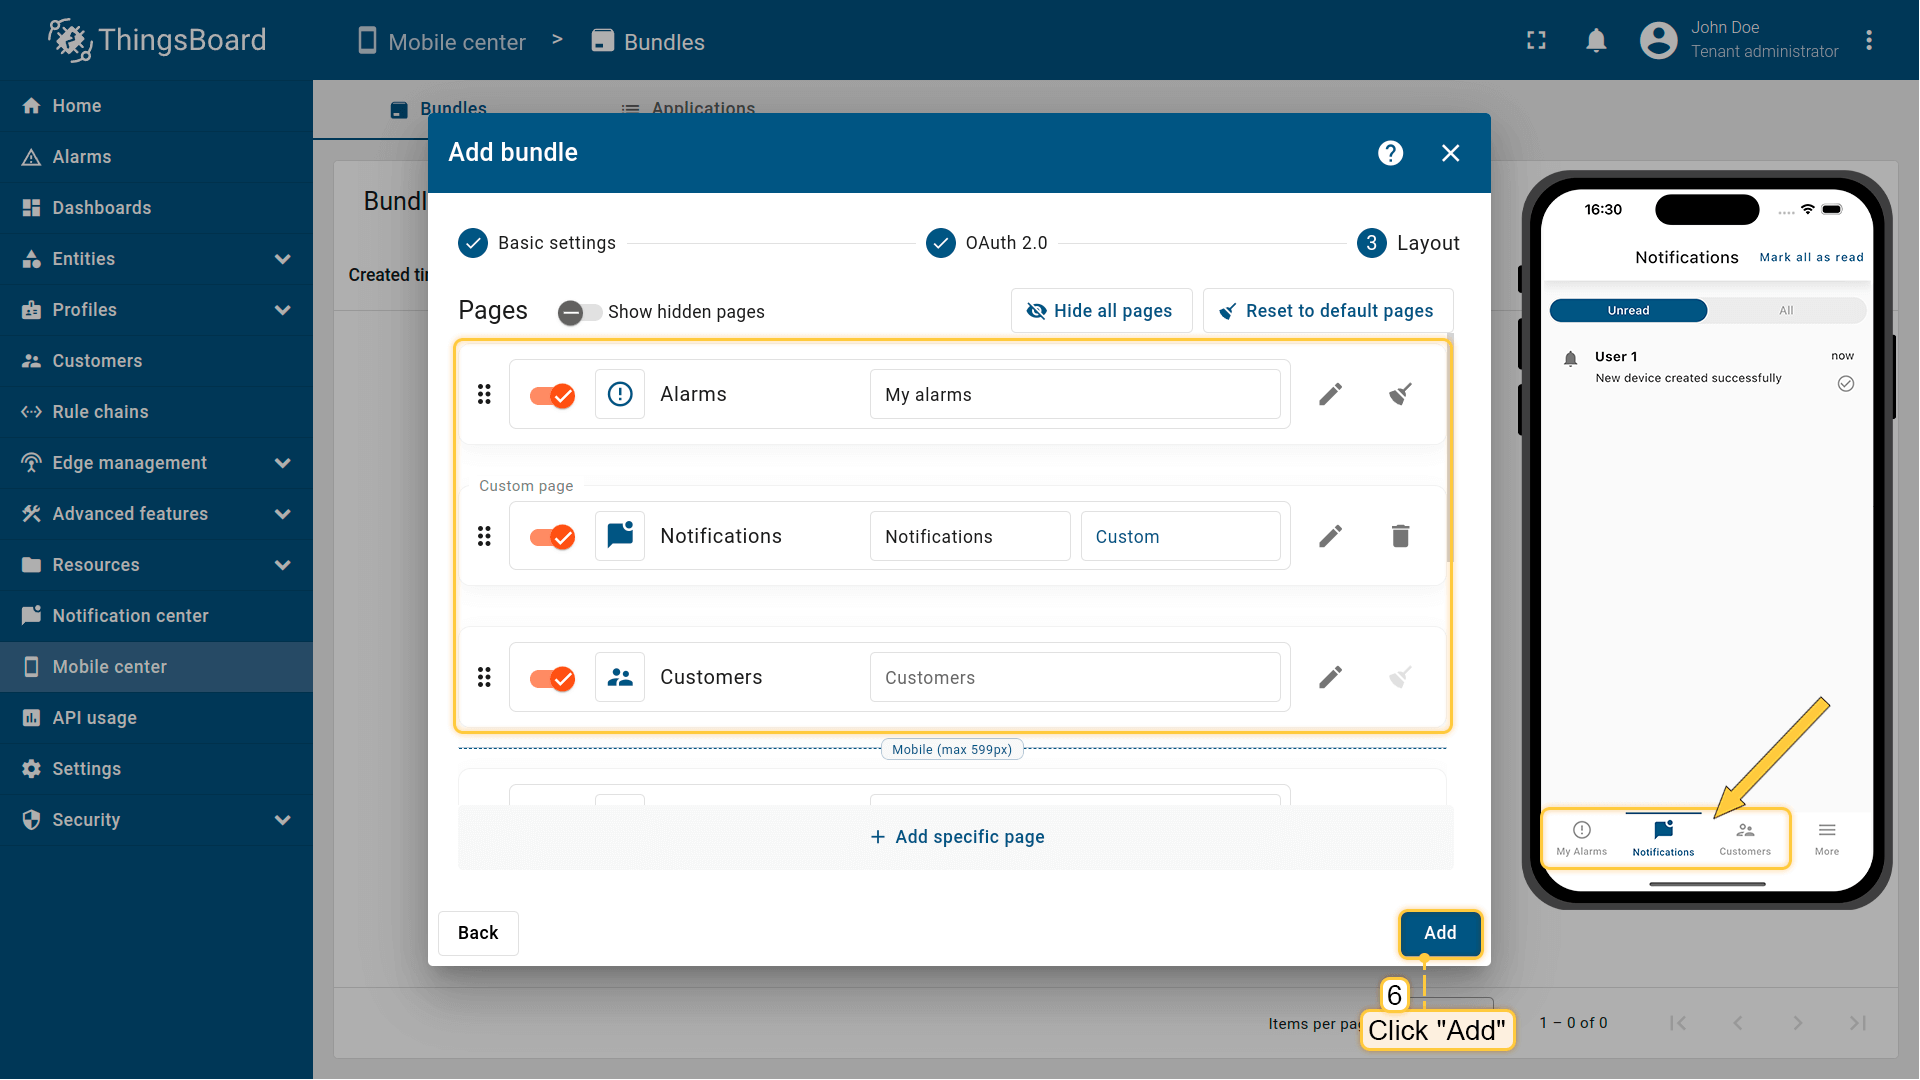 ThingsBoard
Mobile center > Bundles
John Doe
Tenant administrator
Home
Alarms
Dashboards
Entities
Profiles
Customers
Rule chains
Edge management
Advanced features
Resources
Notification center
Mobile center
API usage
Settings
Security
Bundles
Applications
Add bundle
Basic settings
OAuth 2.0
3 Layout
Pages
Show hidden pages
Hide all pages
Reset to default pages
Alarms
My alarms
Custom page
Notifications
Notifications
Custom
Customers
Customers
Mobile (max 599px)
+ Add specific page
Back
Add
6
Click "Add"
1 – 0 of 0
16:30
Notifications
Mark all as read
Unread
All
User 1
now
New device created successfully
My Alarms
Notifications
Customers
More
Items per